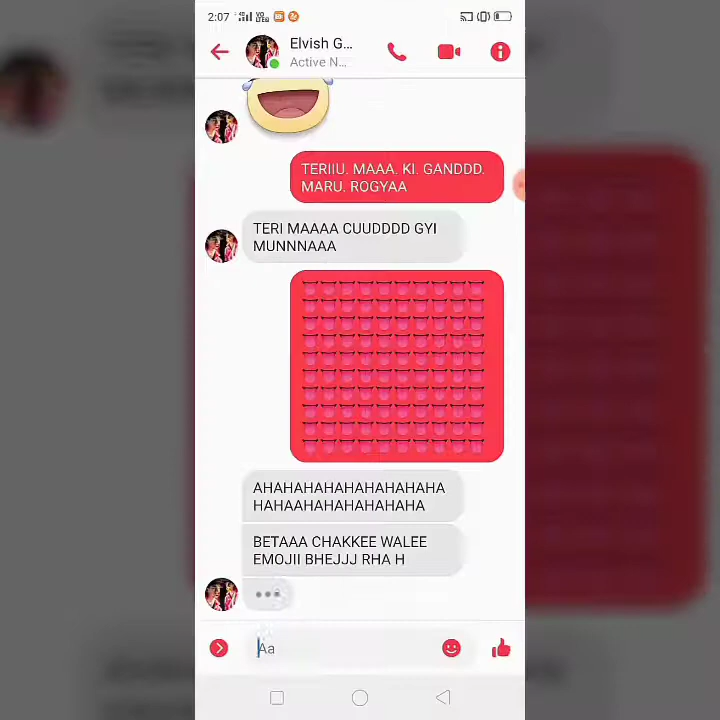 2:07
Elvish G...
Active N...
TERIIU. MAAA. KI. GANDDD.
MARU. ROGYAA
TERI MAAAA CUUDDDD GYI
MUNNNAAA
AHAHAHAHAHAHAHAHAHA
HAHAAHAHAHAHAHAHA
BETAAA CHAKKEE WALEE
EMOJII BHEJJJ RHA H
Aa